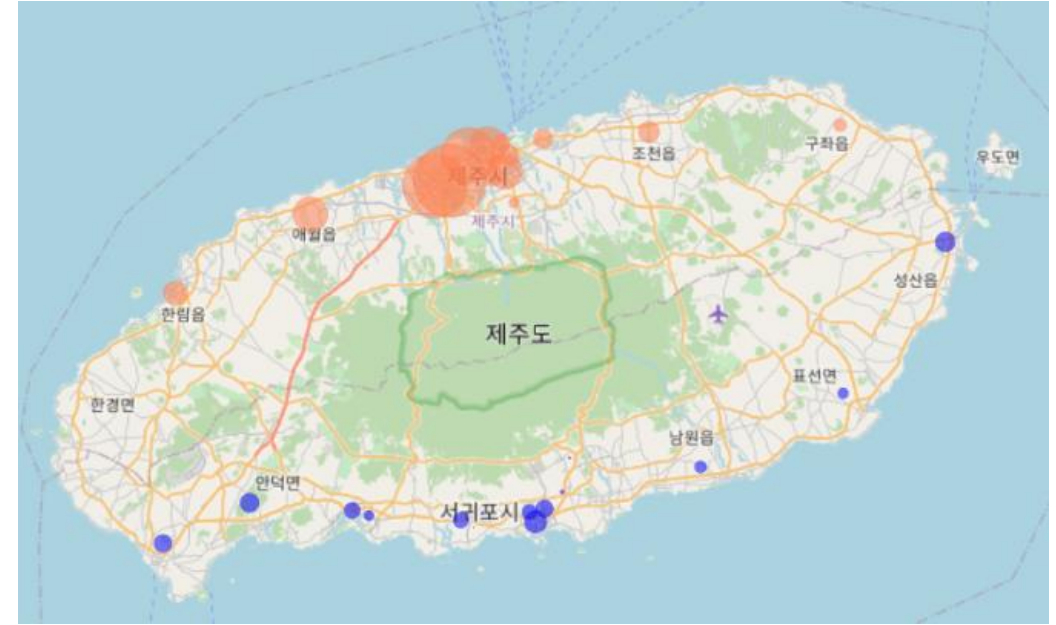 구좌읍
조천읍
우도면
제주시
제주시
애월읍
성산읍
한림읍
제주도
표선면
한경면
남원읍
안덕면
서귀포시